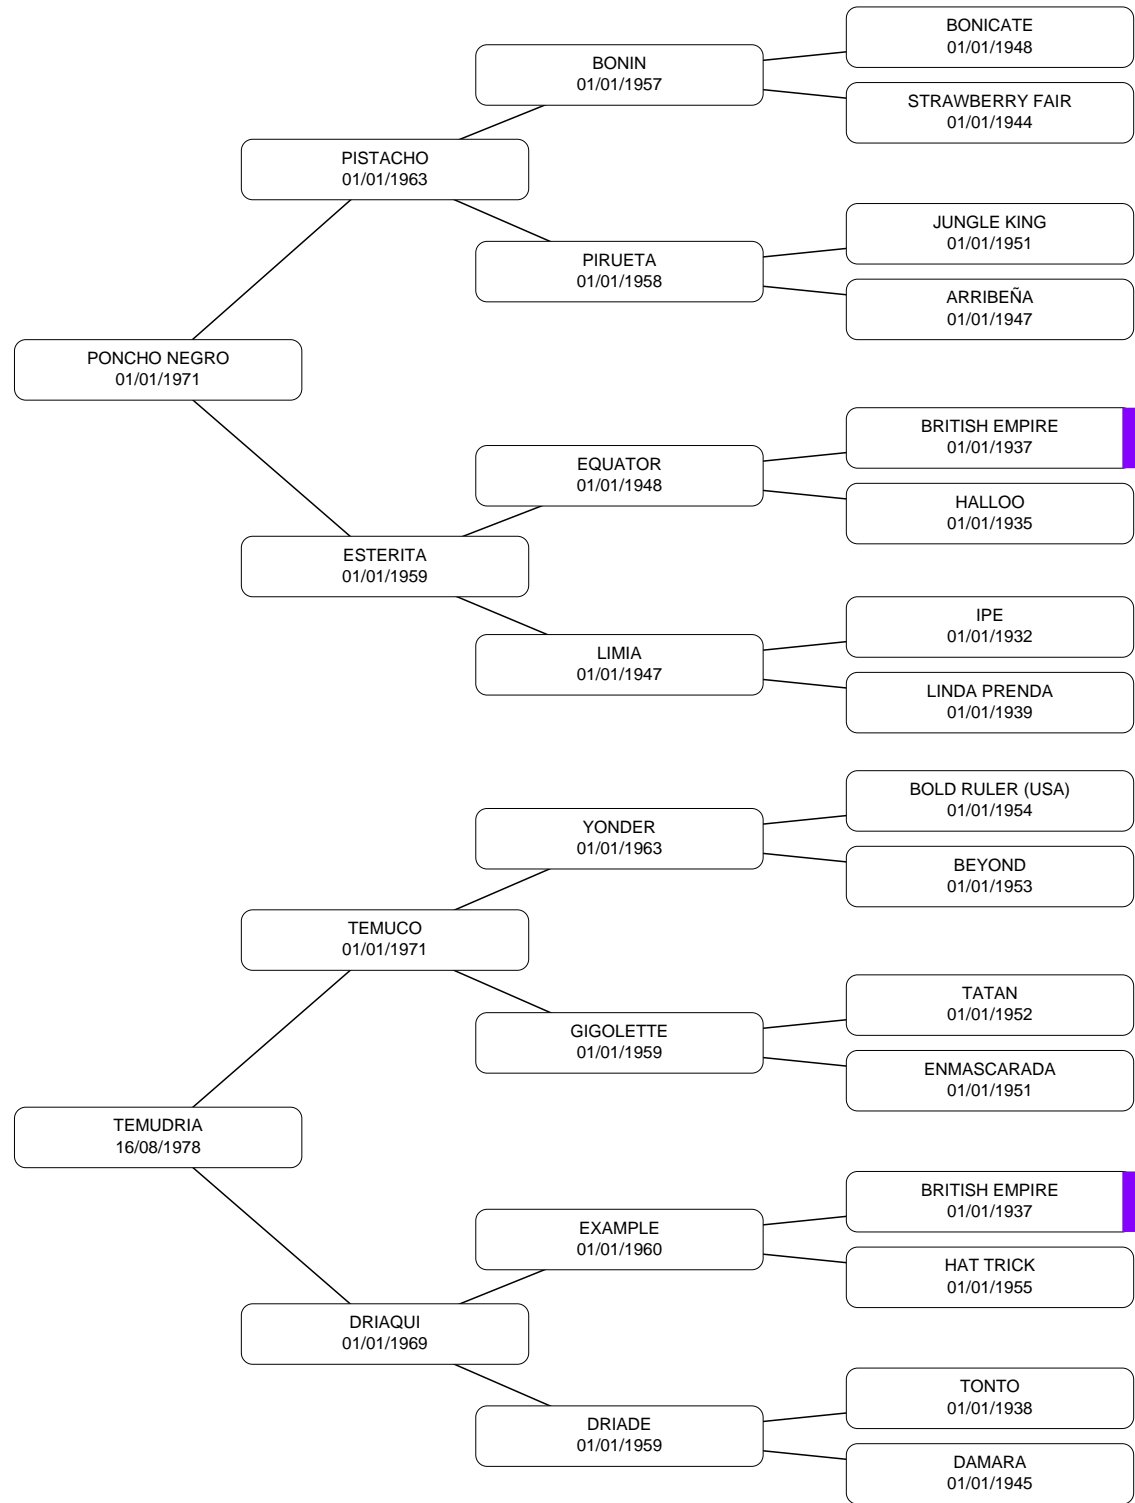 BONICATE
01/01/1948
BONIN
01/01/1957
STRAWBERRY FAIR
01/01/1944
PISTACHO
01/01/1963
JUNGLE KING
01/01/1951
PIRUETA
01/01/1958
ARRIBEÑA
01/01/1947
PONCHO NEGRO
01/01/1971
BRITISH EMPIRE
01/01/1937
EQUATOR
01/01/1948
HALLOO
01/01/1935
ESTERITA
01/01/1959
IPE
01/01/1932
LIMIA
01/01/1947
LINDA PRENDA
01/01/1939
BOLD RULER (USA)
01/01/1954
YONDER
01/01/1963
BEYOND
01/01/1953
TEMUCO
01/01/1971
TATAN
01/01/1952
GIGOLETTE
01/01/1959
ENMASCARADA
01/01/1951
TEMUDRIA
16/08/1978
BRITISH EMPIRE
01/01/1937
EXAMPLE
01/01/1960
HAT TRICK
01/01/1955
DRIAQUI
01/01/1969
TONTO
01/01/1938
DRIADE
01/01/1959
DAMARA
01/01/1945